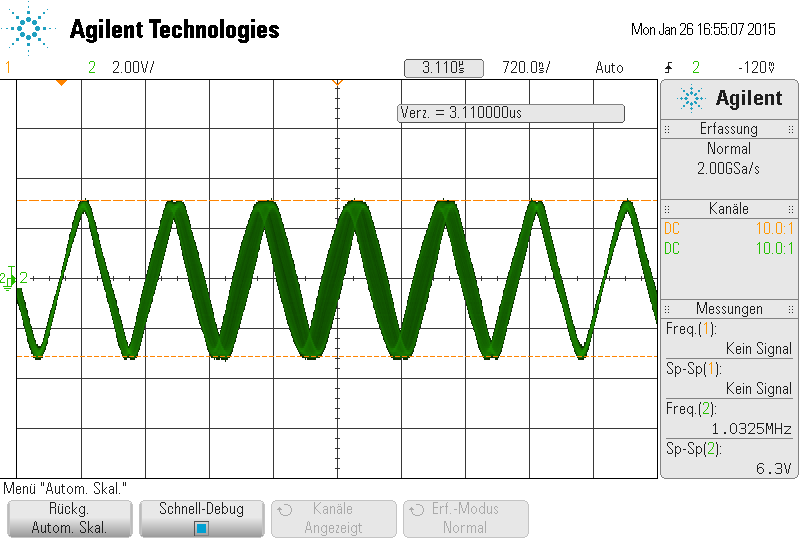 Agilent Technologies
Mon Jan 26 16:55:07 2015
1 2 2.00V/ 3.110us 720.0s/ Auto 2 -120mV
Verz. = 3.110000us
Agilent
Erfassung
Normal
2.00GSa/s
Kanäle
DC 10.0:1
DC 10.0:1
Messungen
Freq.(1):
Kein Signal
Sp-Sp(1):
Kein Signal
Freq.(2):
1.0325MHz
Sp-Sp(2):
6.3V
2
Menü "Autom. Skal."
Rückg.
Autom. Skal.
Schnell-Debug
Kanäle
Angezeigt
Erf.-Modus
Normal